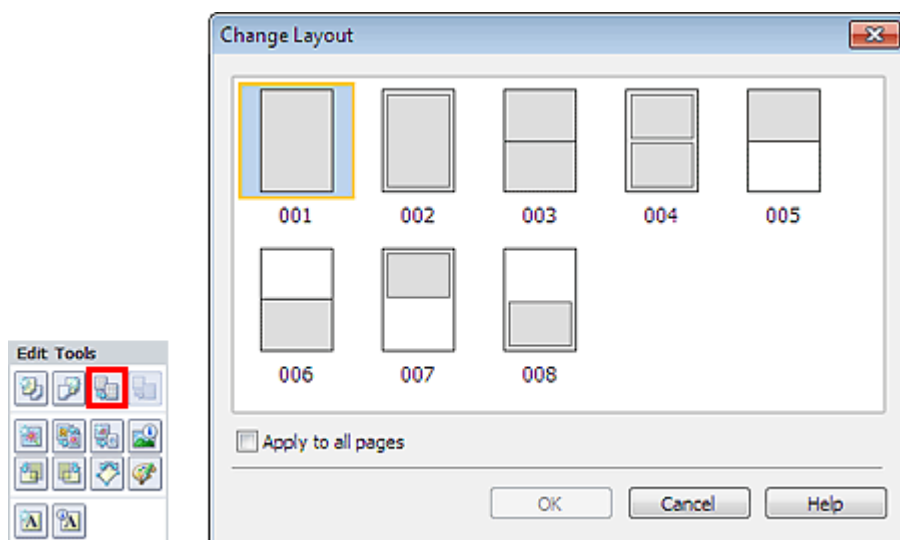 Change Layout
001 002 003 004 005
006 007 008
Apply to all pages
OK Cancel Help
Edit Tools
A A